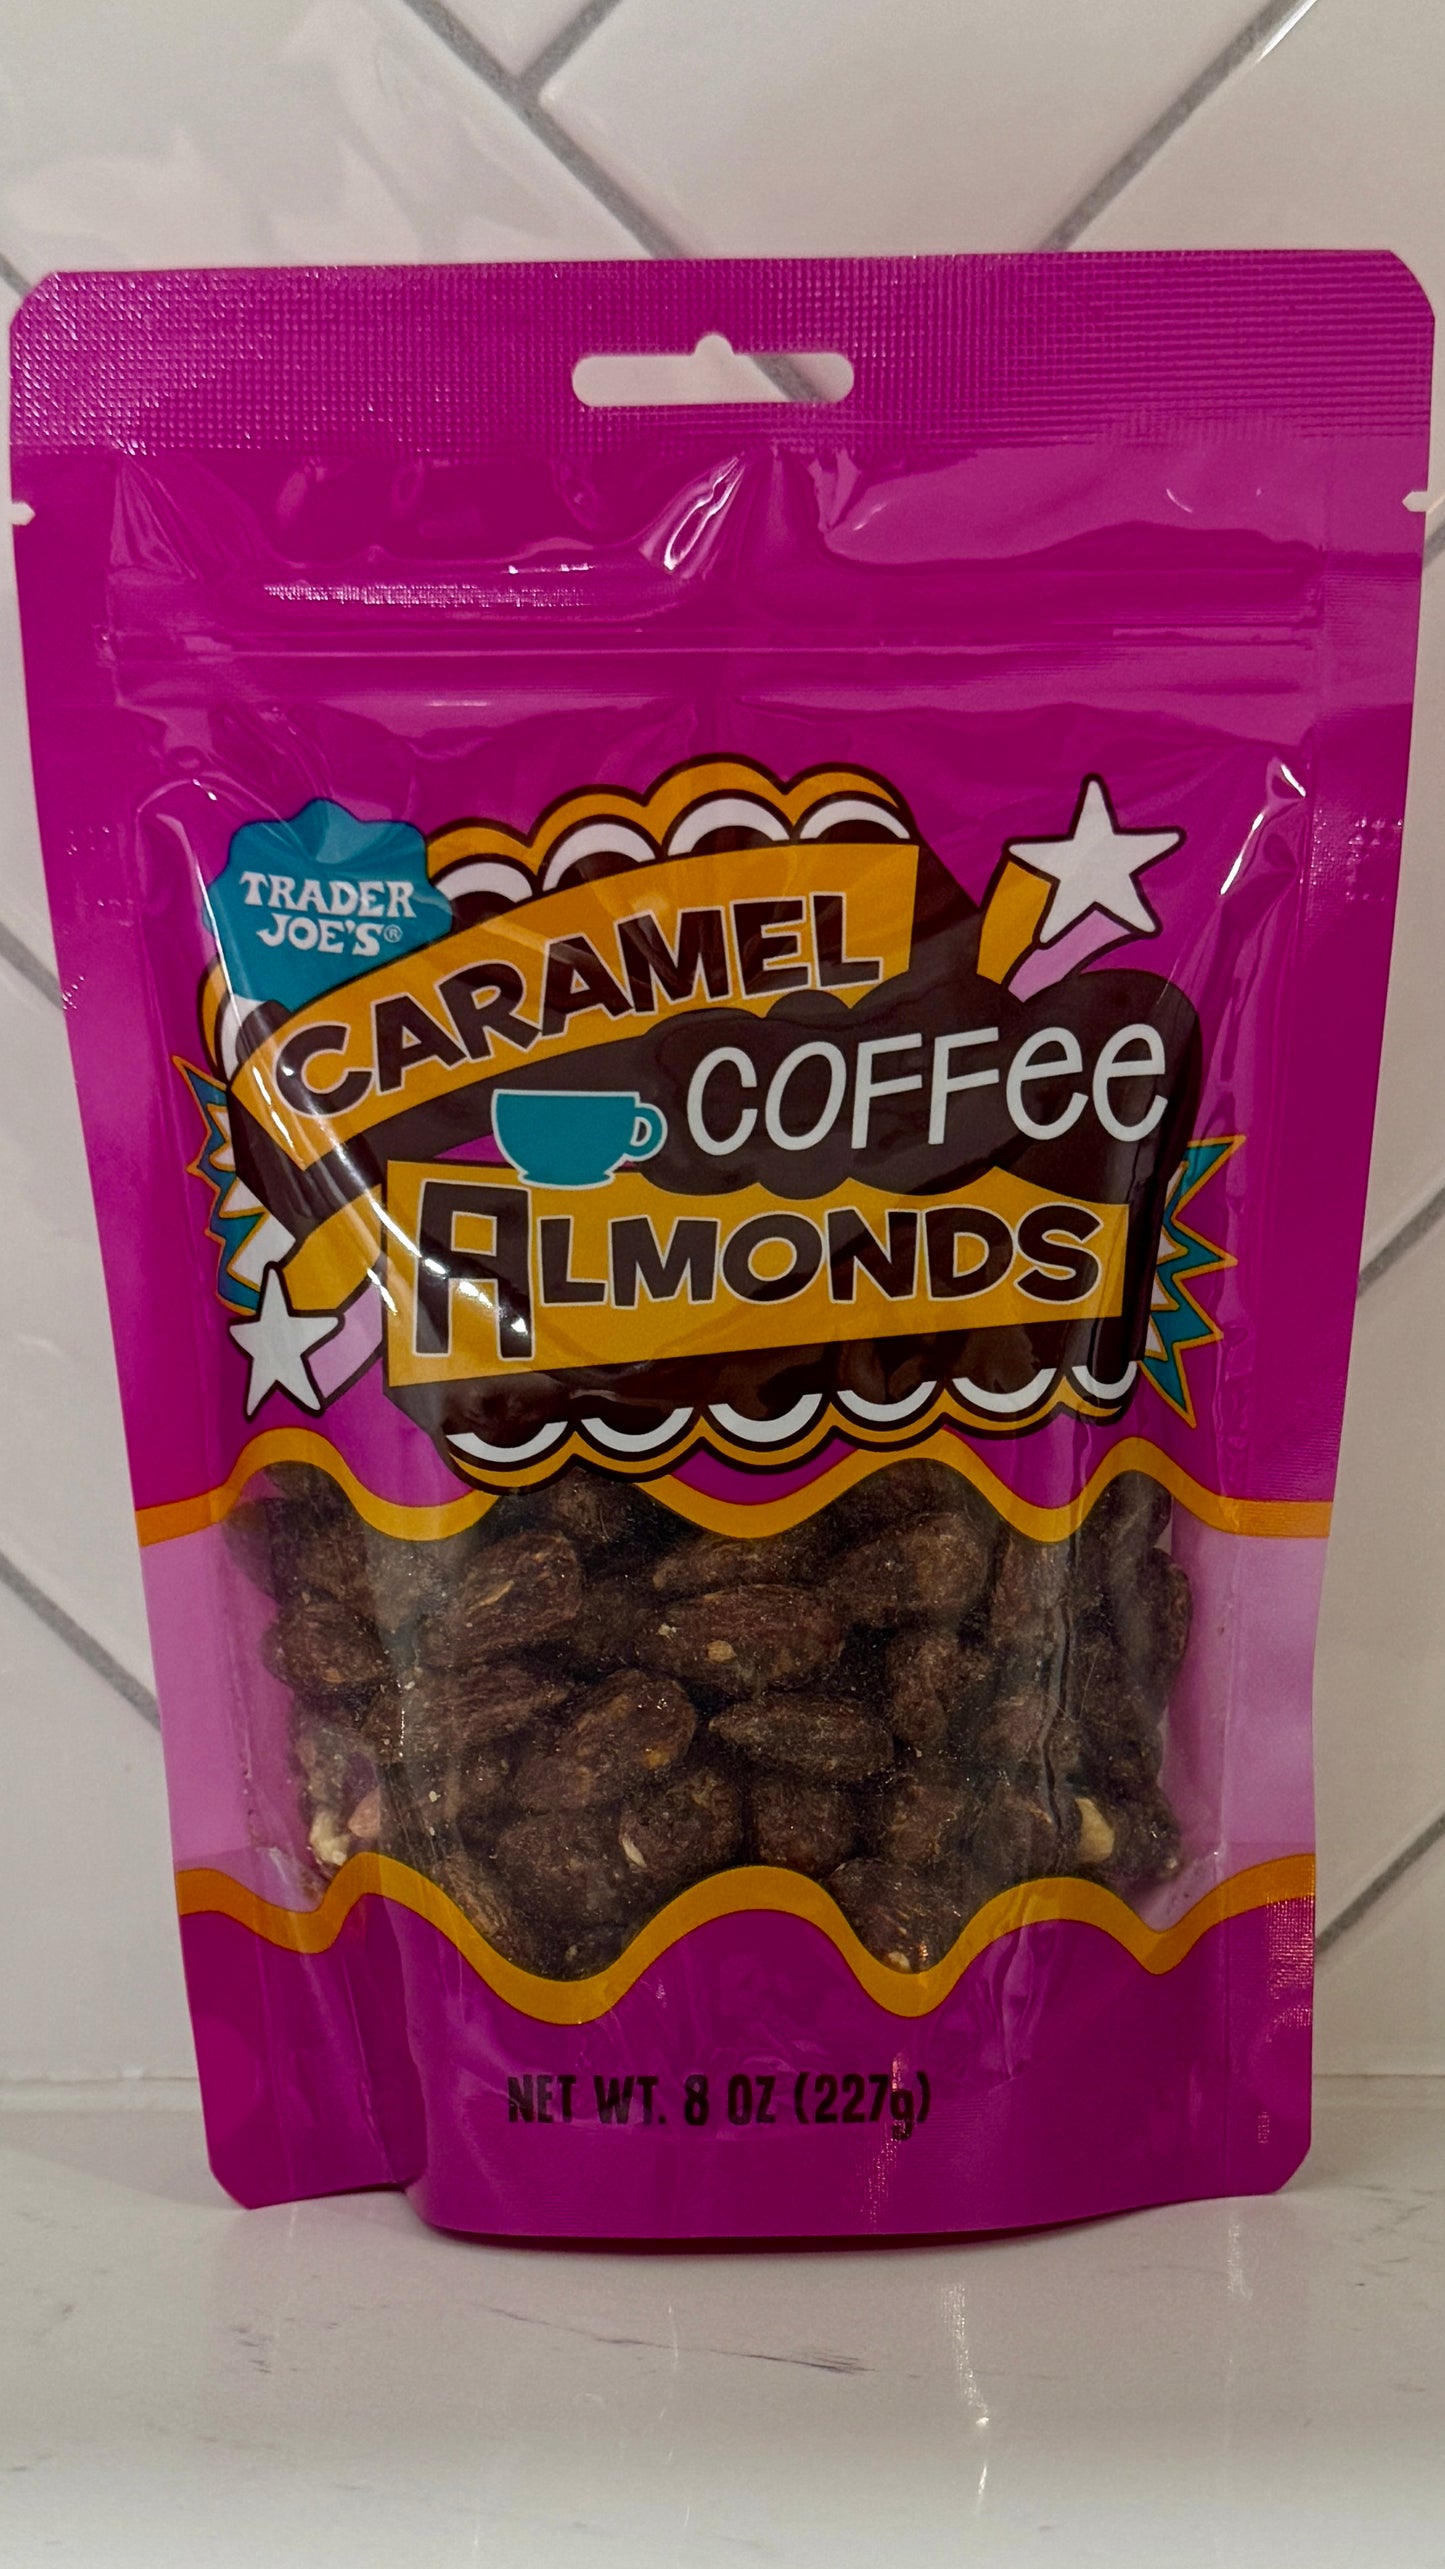 TRADER
JOE'S®
CARAMEL
COFFee
ALMONDS
NET WT. 8 OZ (227g)